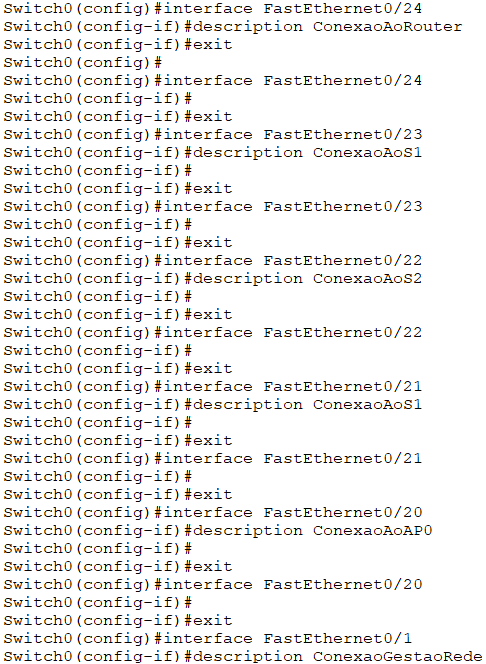 Switch0(config)#interface FastEthernet0/24
Switch0(config-if)#description ConexaoAoRouter
Switch0(config-if)#exit
Switch0(config)#
Switch0(config)#interface FastEthernet0/24
Switch0(config-if)#
Switch0(config-if)#exit
Switch0(config)#interface FastEthernet0/23
Switch0(config-if)#description ConexaoAoS1
Switch0(config-if)#
Switch0(config-if)#exit
Switch0(config)#interface FastEthernet0/23
Switch0(config-if)#
Switch0(config-if)#exit
Switch0(config)#interface FastEthernet0/22
Switch0(config-if)#description ConexaoAoS2
Switch0(config-if)#
Switch0(config-if)#exit
Switch0(config)#interface FastEthernet0/22
Switch0(config-if)#
Switch0(config-if)#exit
Switch0(config)#interface FastEthernet0/21
Switch0(config-if)#description ConexaoAoS1
Switch0(config-if)#
Switch0(config-if)#exit
Switch0(config)#interface FastEthernet0/21
Switch0(config-if)#
Switch0(config-if)#exit
Switch0(config)#interface FastEthernet0/20
Switch0(config-if)#description ConexaoAoAP0
Switch0(config-if)#
Switch0(config-if)#exit
Switch0(config)#interface FastEthernet0/20
Switch0(config-if)#
Switch0(config-if)#exit
Switch0(config)#interface FastEthernet0/1
Switch0(config-if)#description ConexaoGestaoRede